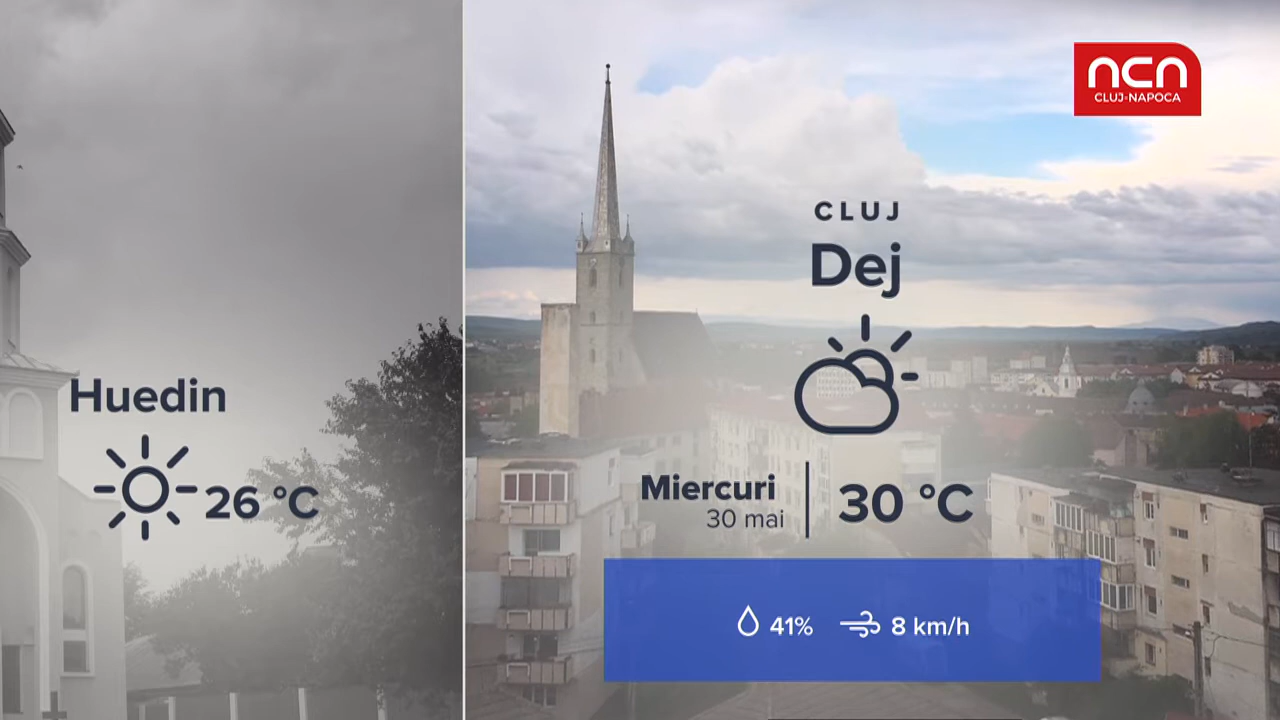 Huedin
26 °C
ncn
CLUJ-NAPOCA
CLUJ
Dej
Miercuri
30 mai
30 °C
41%
8 km/h